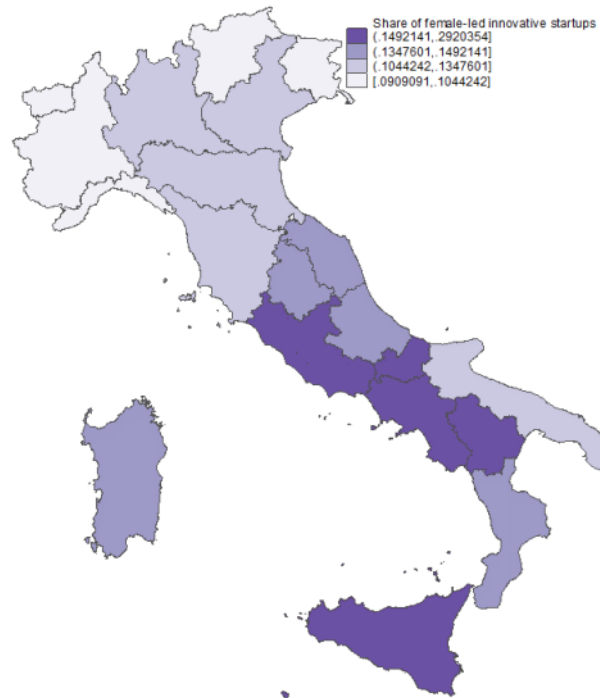 Share of female-led innovative startups
(.1492141,.2920354]
(.1347601,.1492141]
(.1044242,.1347601]
[.0909091,.1044242]